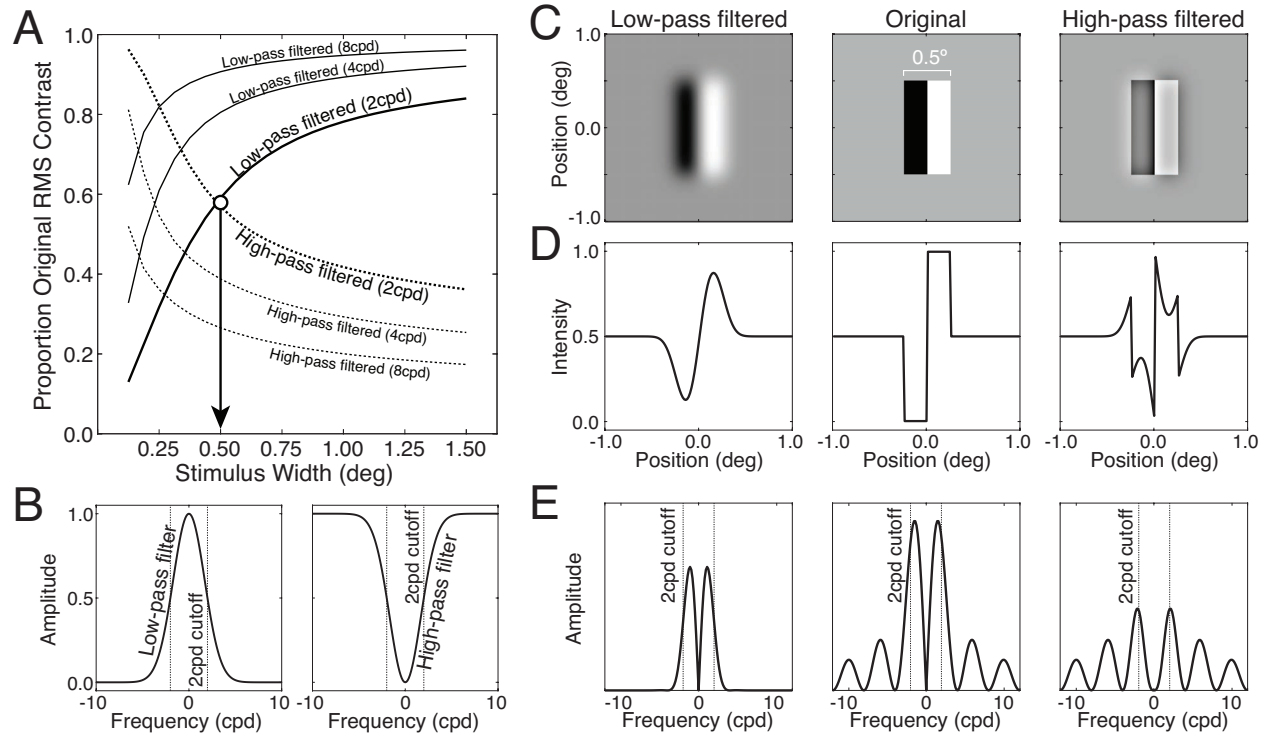 A
Proportion Original RMS Contrast
1.0
0.8
0.6
0.4
0.2
0.0
Low-pass filtered (8cpd)
Low-pass filtered (4cpd)
Low-pass filtered (2cpd)
High-pass filtered (2cpd)
High-pass filtered (4cpd)
High-pass filtered (8cpd)
0.25 0.50 0.75 1.00 1.25 1.50
Stimulus Width (deg)
B
Amplitude
1.0
0.5
0.0
Low-pass filter
2cpd cutoff
-10 0 10
Frequency (cpd)
2cpd cutoff
High-pass filter
-10 0 10
Frequency (cpd)
C
Low-pass filtered Original High-pass filtered
Position (deg)
1.0
0.0
-1.0
0.5°
D
Intensity
1.0
0.5
0.0
-1.0 0.0 1.0
Position (deg)
-1.0 0.0 1.0
Position (deg)
-1.0 0.0 1.0
Position (deg)
E
Amplitude
2cpd cutoff
-10 0 10
Frequency (cpd)
2cpd cutoff
-10 0 10
Frequency (cpd)
2cpd cutoff
-10 0 10
Frequency (cpd)